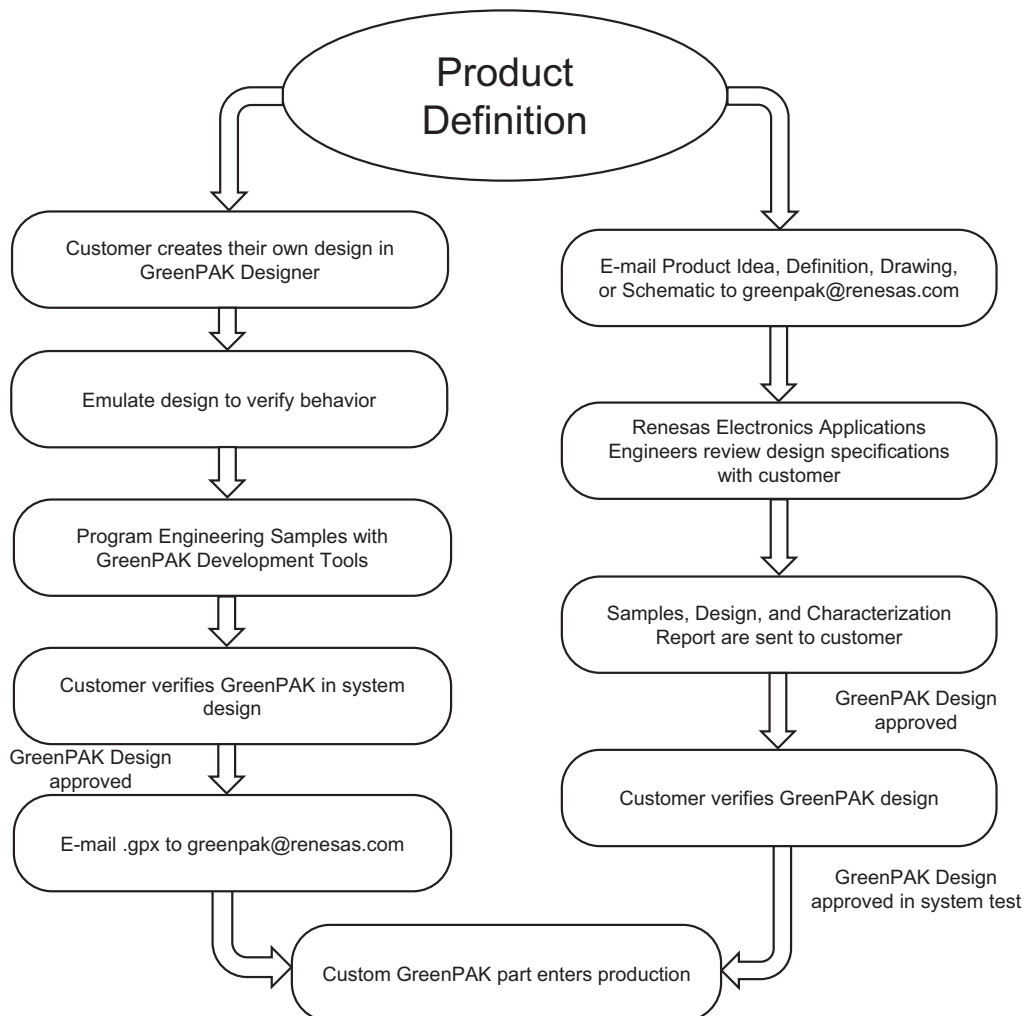 Product
Definition
Customer creates their own design in
GreenPAK Designer
Emulate design to verify behavior
Program Engineering Samples with
GreenPAK Development Tools
Customer verifies GreenPAK in system
design
GreenPAK Design
approved
E-mail .gpx to greenpak@renesas.com
E-mail Product Idea, Definition, Drawing,
or Schematic to greenpak@renesas.com
Renesas Electronics Applications
Engineers review design specifications
with customer
Samples, Design, and Characterization
Report are sent to customer
GreenPAK Design
approved
Customer verifies GreenPAK design
GreenPAK Design
approved in system test
Custom GreenPAK part enters production